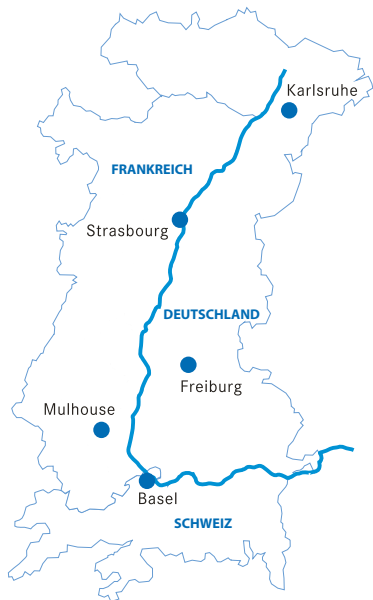 Karlsruhe
FRANKREICH
Strasbourg
DEUTSCHLAND
Freiburg
Mulhouse
Basel
SCHWEIZ